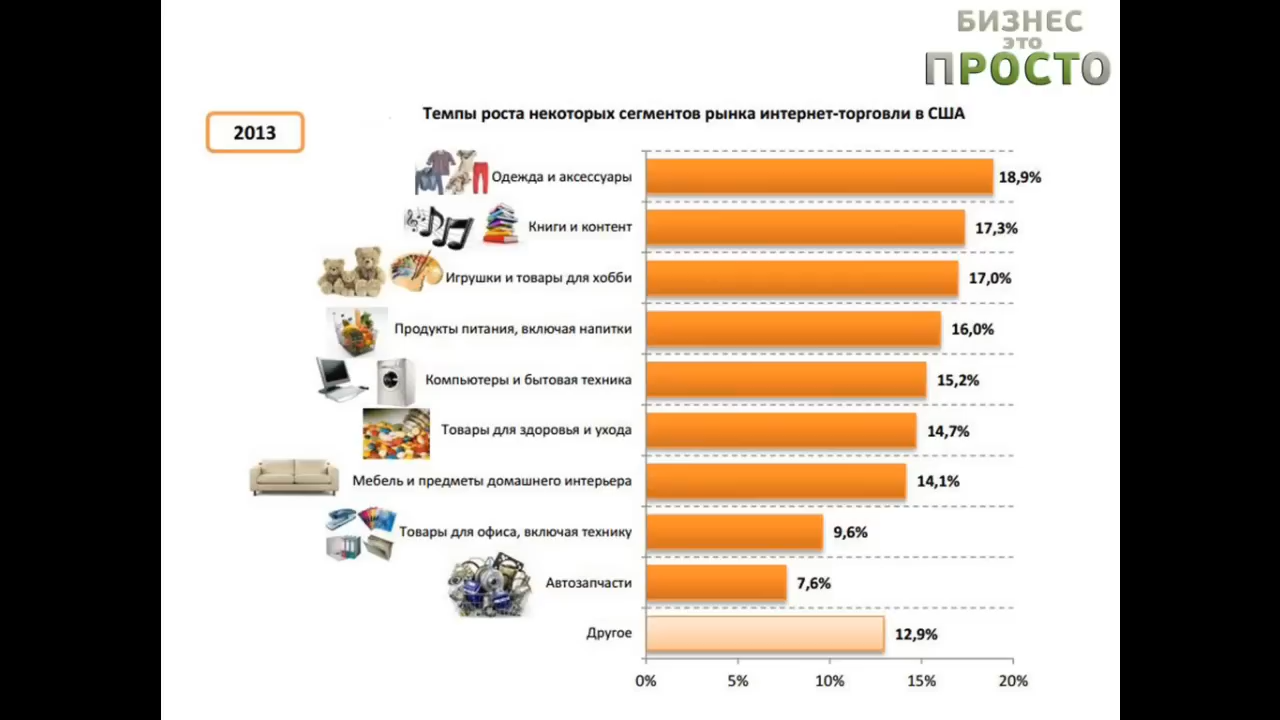 БИЗНЕС
ЭТО
ПРОСТО
Темпы роста некоторых сегментов рынка интернет-торговли в США
2013
Одежда и аксессуары 18,9%
Книги и контент 17,3%
Игрушки и товары для хобби 17,0%
Продукты питания, включая напитки 16,0%
Компьютеры и бытовая техника 15,2%
Товары для здоровья и ухода 14,7%
Мебель и предметы домашнего интерьера 14,1%
Товары для офиса, включая технику 9,6%
Автозапчасти 7,6%
Другое 12,9%
0% 5% 10% 15% 20%